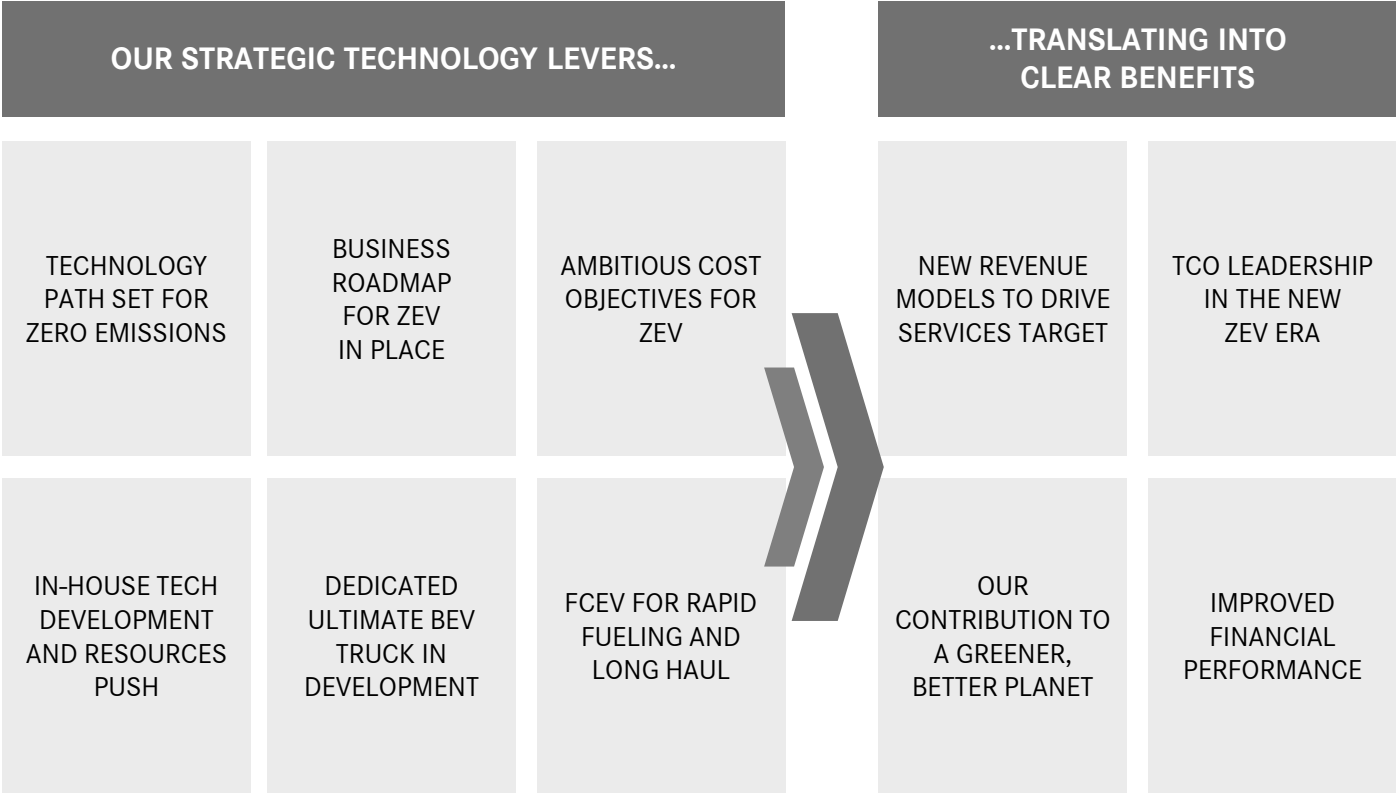 OUR STRATEGIC TECHNOLOGY LEVERS...
...TRANSLATING INTO
CLEAR BENEFITS
TECHNOLOGY
PATH SET FOR
ZERO EMISSIONS
BUSINESS
ROADMAP
FOR ZEV
IN PLACE
AMBITIOUS COST
OBJECTIVES FOR
ZEV
NEW REVENUE
MODELS TO DRIVE
SERVICES TARGET
TCO LEADERSHIP
IN THE NEW
ZEV ERA
IN-HOUSE TECH
DEVELOPMENT
AND RESOURCES
PUSH
DEDICATED
ULTIMATE BEV
TRUCK IN
DEVELOPMENT
FCEV FOR RAPID
FUELING AND
LONG HAUL
OUR
CONTRIBUTION TO
A GREENER,
BETTER PLANET
IMPROVED
FINANCIAL
PERFORMANCE